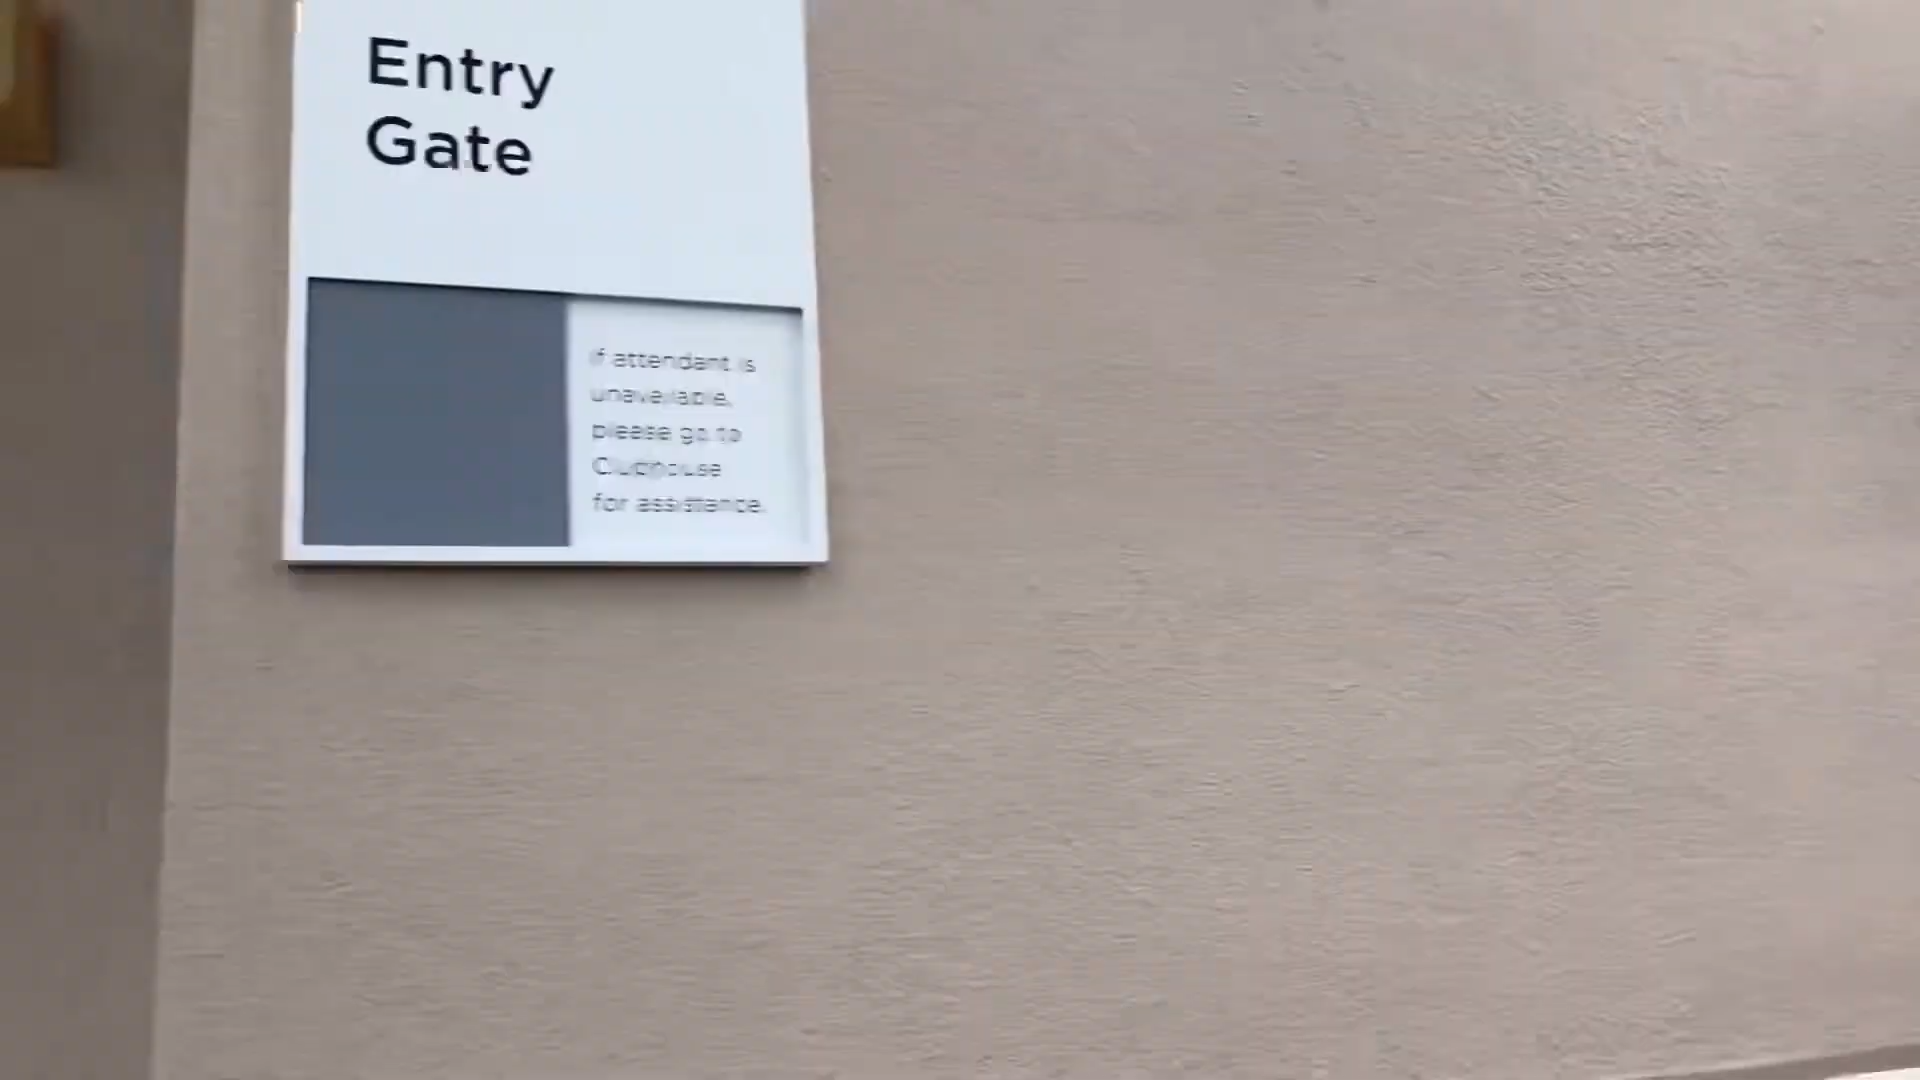 Entry
Gate
If attendant is
unavailable,
please go to
Clubhouse
for assistance.